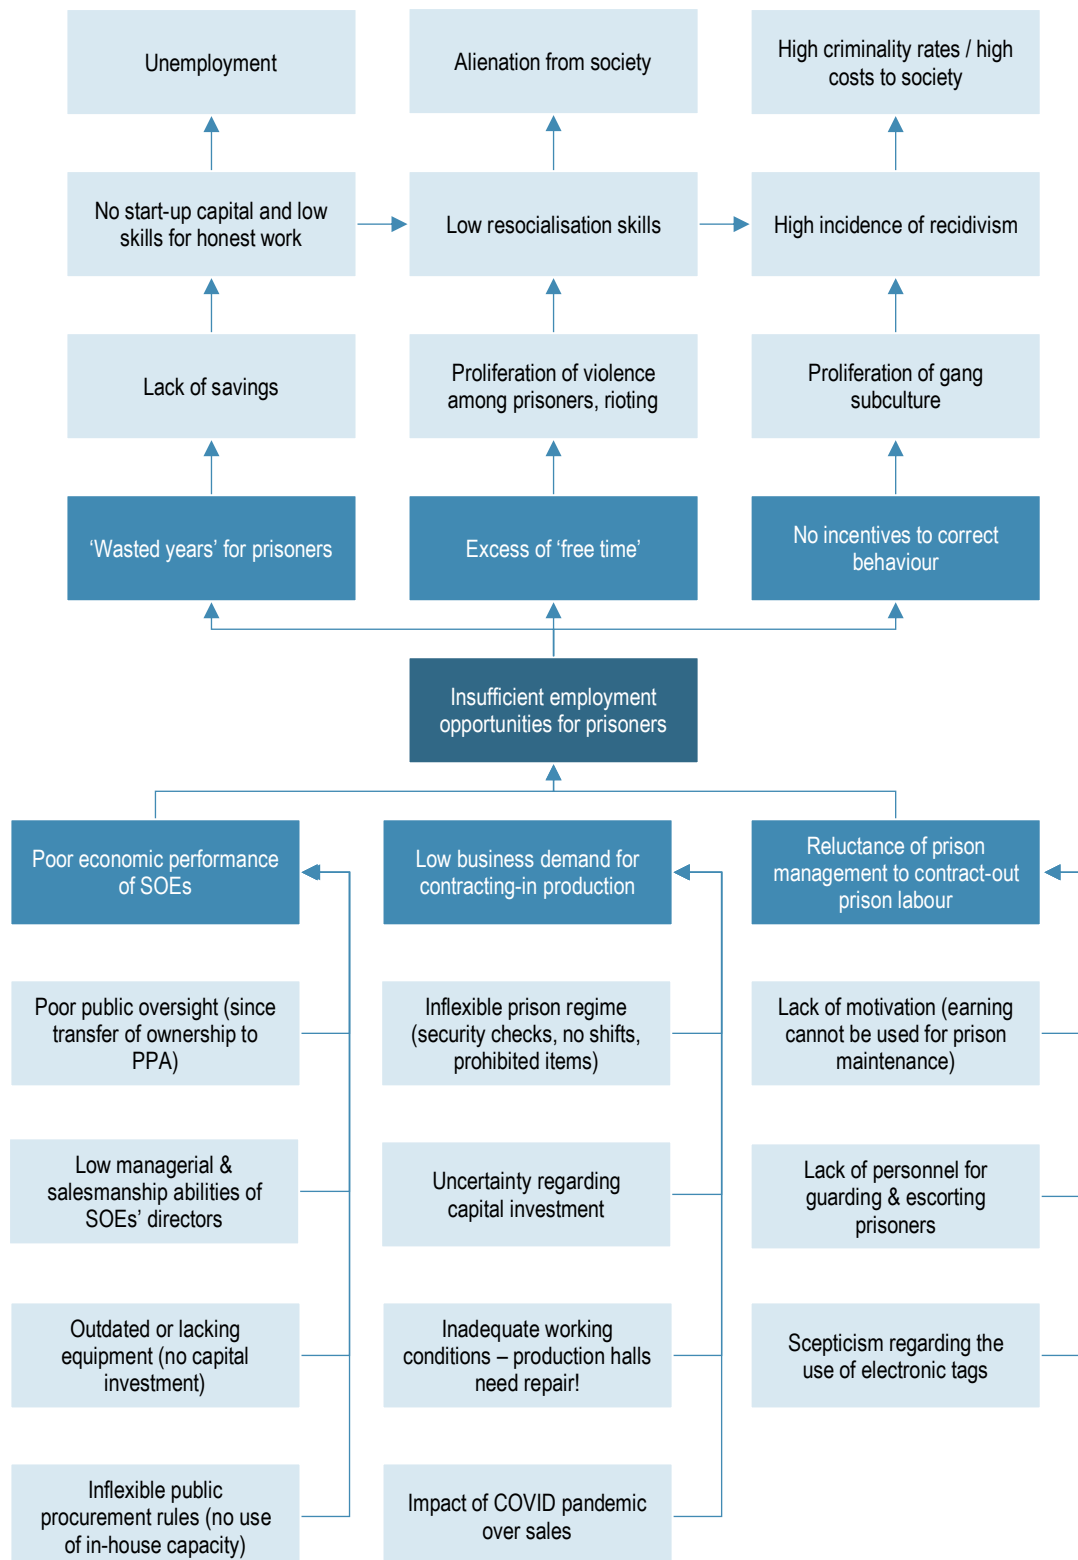 Unemployment
Alienation from society
High criminality rates / high
costs to society
No start-up capital and low
skills for honest work
Low resocialisation skills
High incidence of recidivism
Lack of savings
Proliferation of violence
among prisoners, rioting
Proliferation of gang
subculture
‘Wasted years’ for prisoners
Excess of ‘free time’
No incentives to correct
behaviour
Insufficient employment
opportunities for prisoners
Poor economic performance
of SOEs
Low business demand for
contracting-in production
Reluctance of prison
management to contract-out
prison labour
Poor public oversight (since
transfer of ownership to
PPA)
Inflexible prison regime
(security checks, no shifts,
prohibited items)
Lack of motivation (earning
cannot be used for prison
maintenance)
Low managerial &
salesmanship abilities of
SOEs’ directors
Uncertainty regarding
capital investment
Lack of personnel for
guarding & escorting
prisoners
Outdated or lacking
equipment (no capital
investment)
Inadequate working
conditions – production halls
need repair!
Scepticism regarding the
use of electronic tags
Inflexible public
procurement rules (no use
of in-house capacity)
Impact of COVID pandemic
over sales